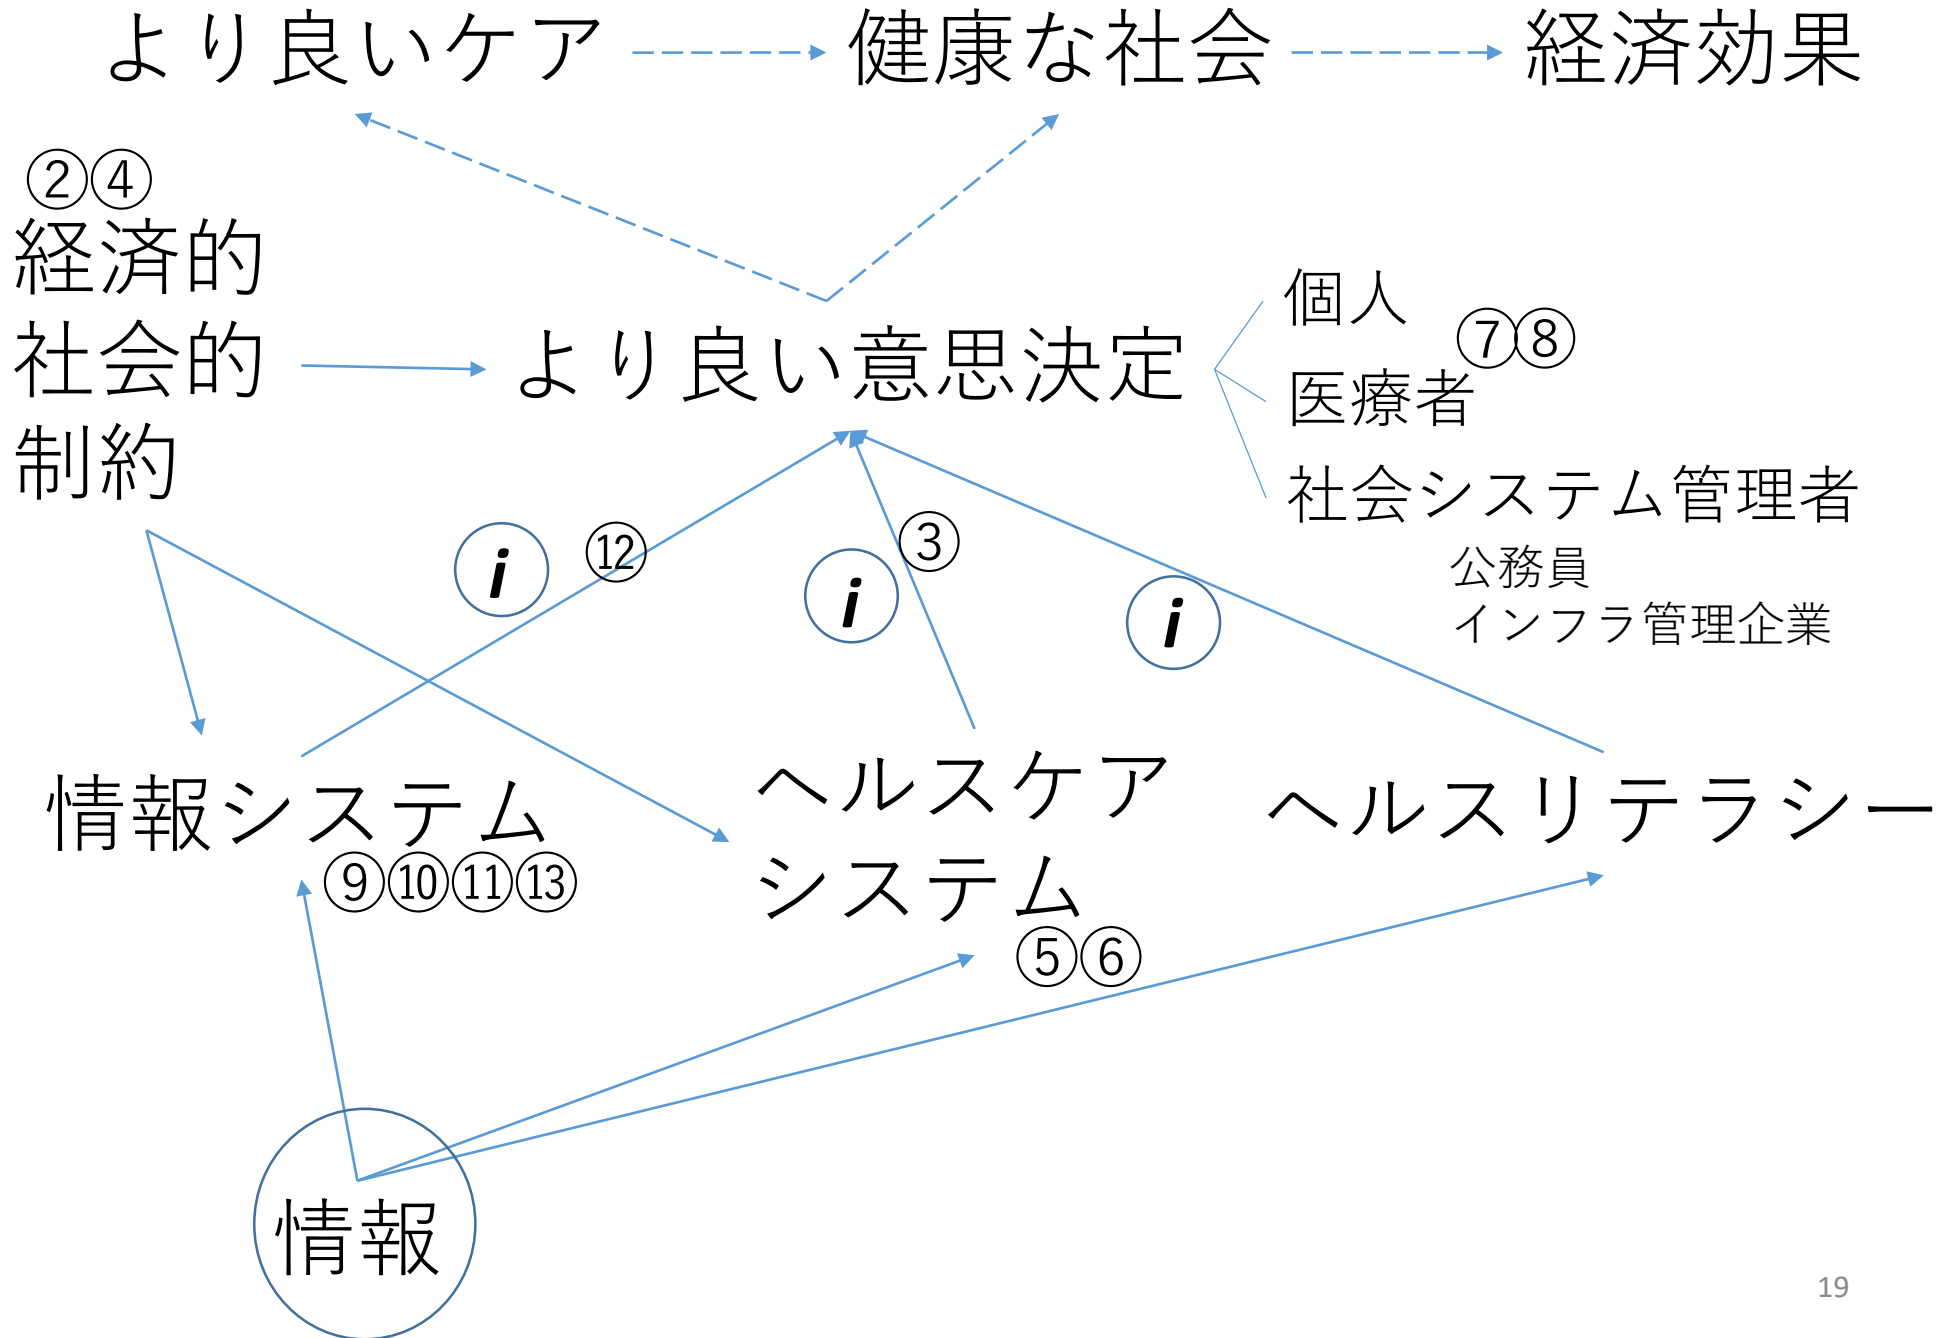 より良いケア
健康な社会
経済効果
②④
経済的
社会的
制約
より良い意思決定
個人
⑦⑧
医療者
社会システム管理者
公務員
インフラ管理企業
i
⑫
i
③
i
情報システム
⑨⑩⑪⑬
ヘルスケア
システム
⑤⑥
ヘルスリテラシー
情報
19